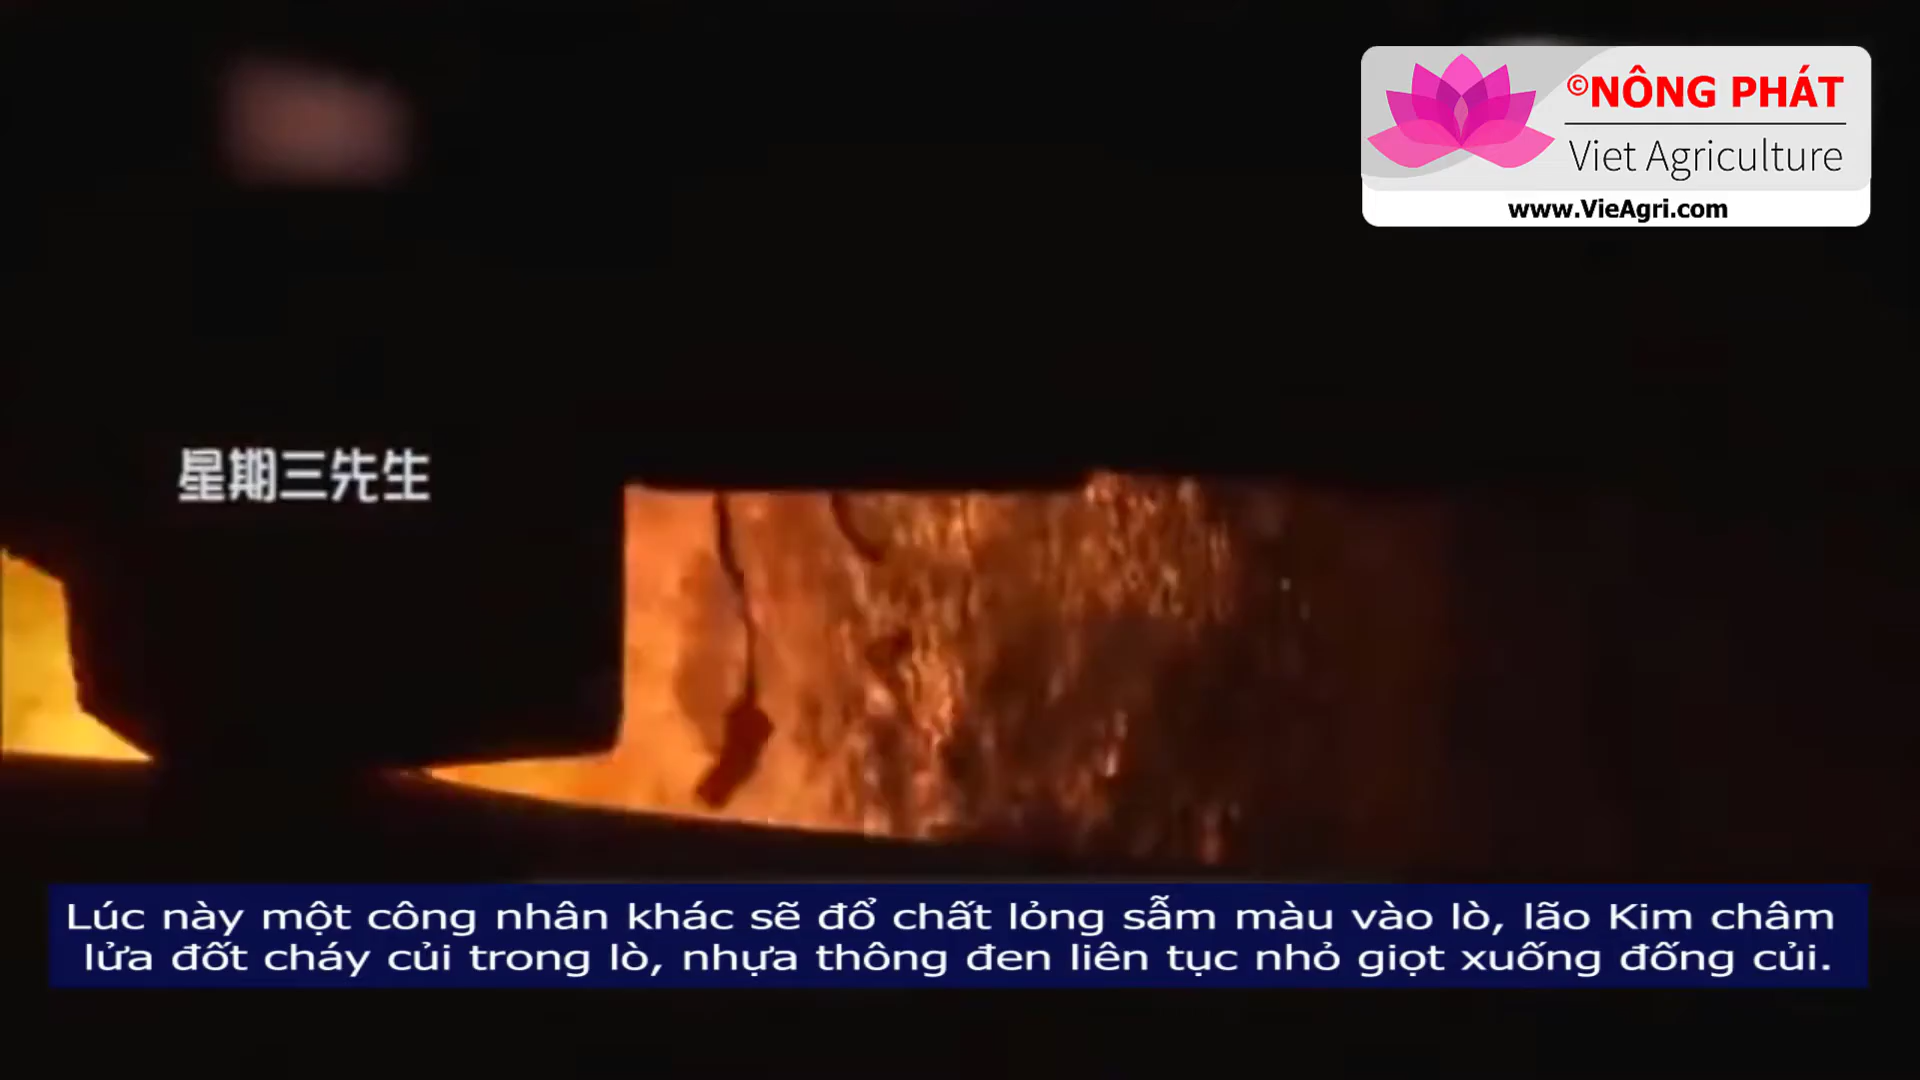 ©NÔNG PHÁT
Viet Agriculture
www.VieAgri.com
星期三先生
Lúc này một công nhân khác sẽ đổ chất lỏng sẫm màu vào lò, lão Kim châm
lửa đốt cháy củi trong lò, nhựa thông đen liên tục nhỏ giọt xuống đống củi.